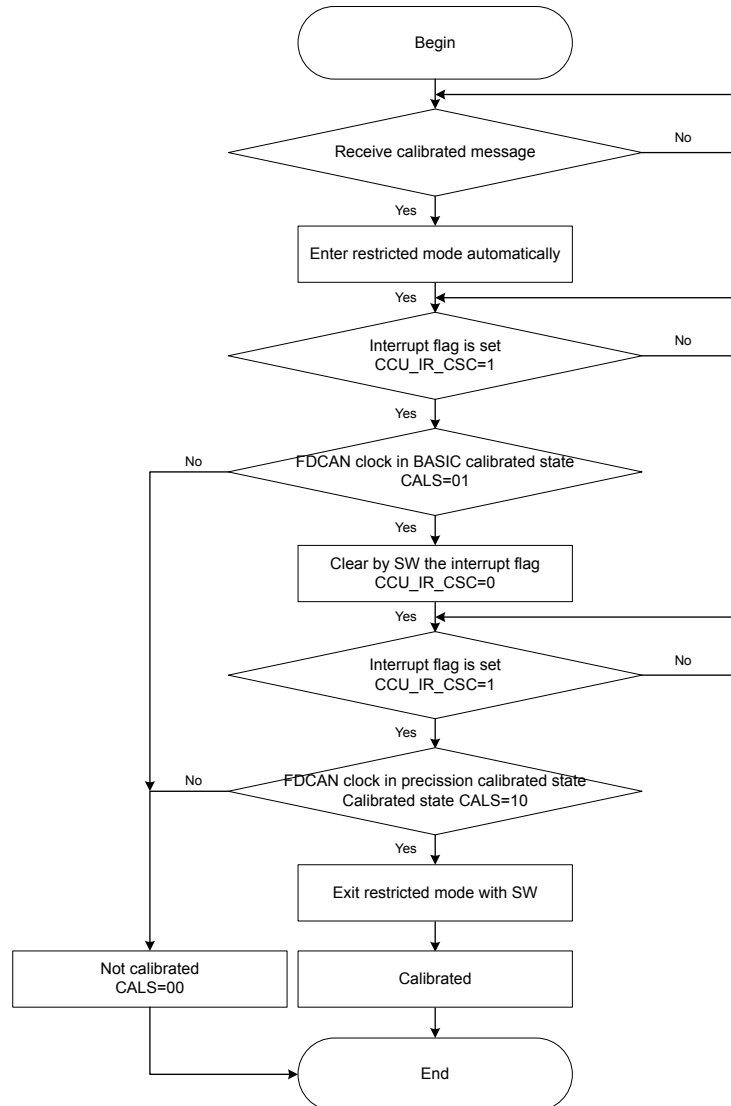 Begin
Receive calibrated message
No
Yes
Enter restricted mode automatically
Yes
Interrupt flag is set
CCU_IR_CSC=1
No
Yes
No
FDCAN clock in BASIC calibrated state
CALS=01
Yes
Clear by SW the interrupt flag
CCU_IR_CSC=0
Yes
Interrupt flag is set
CCU_IR_CSC=1
No
Yes
No
FDCAN clock in precission calibrated state
Calibrated state CALS=10
Yes
Exit restricted mode with SW
Not calibrated
CALS=00
Calibrated
End